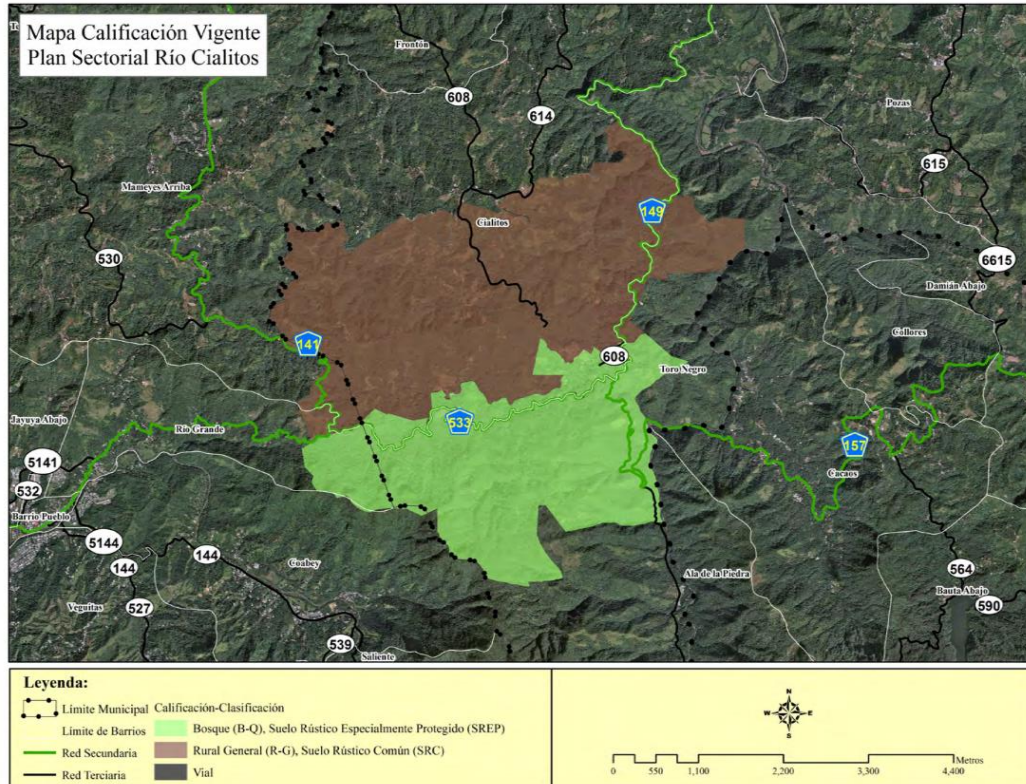 Mapa Calificación Vigente
Plan Sectorial Río Cialitos
Frontón
608
614
Pozas
615
Mameyes Arriba
149
Cialitos
530
6615
Damián Abajo
141
608
Collores
Toro Negro
Jayuya Abajo
Río Grande
533
157
Cacaos
5141
532
Barrio Pueblo
5144
144
144
Coabey
Ala de la Piedra
564
Bauta Abajo
590
Veguitas
527
539
Saliente
Leyenda:
Límite Municipal
Límite de Barrios
Red Secundaria
Red Terciaria
Calificación-Clasificación
Bosque (B-Q), Suelo Rústico Especialmente Protegido (SREP)
Rural General (R-G), Suelo Rústico Común (SRC)
Vial
N
W E
S
Metros
0 550 1,100 2,200 3,300 4,400